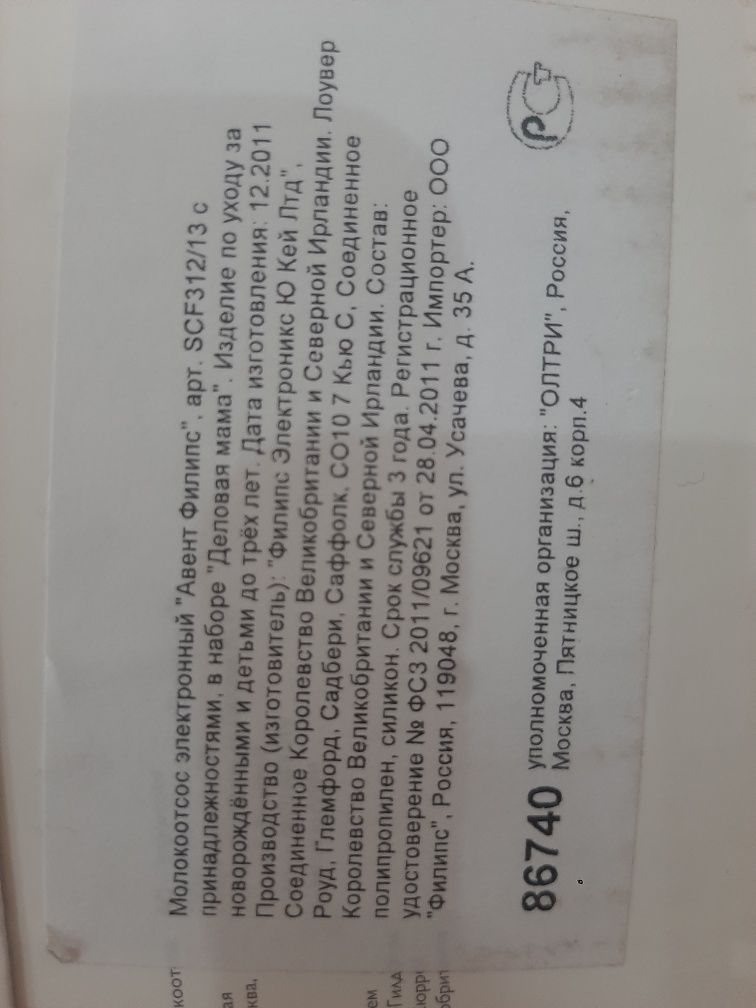 Молокоотсос электронный "Авент Филипс", арт. SCF312/13 с
принадлежностями, в наборе "Деловая мама". Изделие по уходу за
новорождёнными и детьми до трёх лет. Дата изготовления: 12.2011
Производство (изготовитель): "Филипс Электроникс Ю Кей Лтд",
Соединенное Королевство Великобритании и Северной Ирландии. Лоувер
Роуд, Глемфорд, Садбери, Саффолк, СО10 7 Кью С, Соединенное
Королевство Великобритании и Северной Ирландии. Состав:
полипропилен, силикон. Срок службы 3 года. Регистрационное
удостоверение № ФСЗ 2011/09621 от 28.04.2011 г. Импортер: ООО
"Филипс", Россия, 119048, г. Москва, ул. Усачева, д. 35 А.
86740 уполномоченная организация: "ОЛТРИ", Россия,
Москва, Пятницкое ш., д.6 корп.4
РСТ